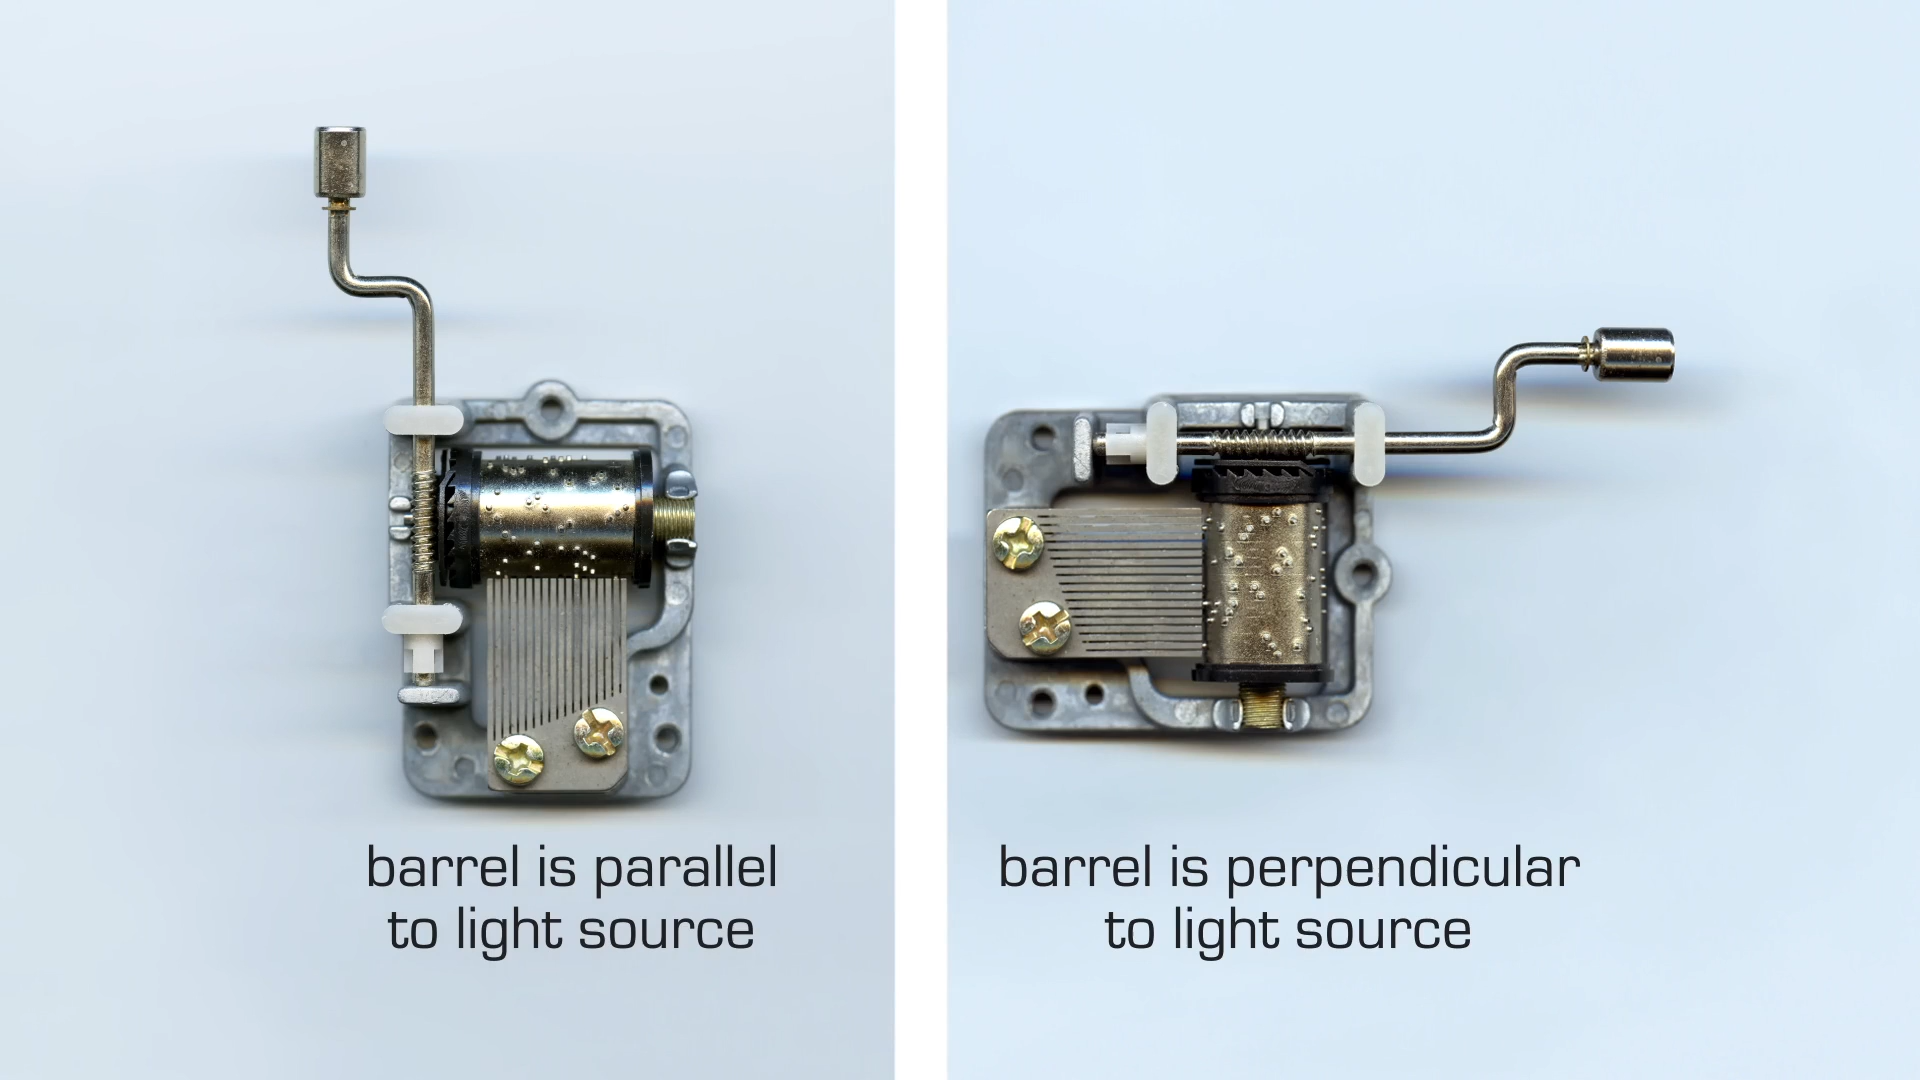 barrel is parallel
to light source
barrel is perpendicular
to light source